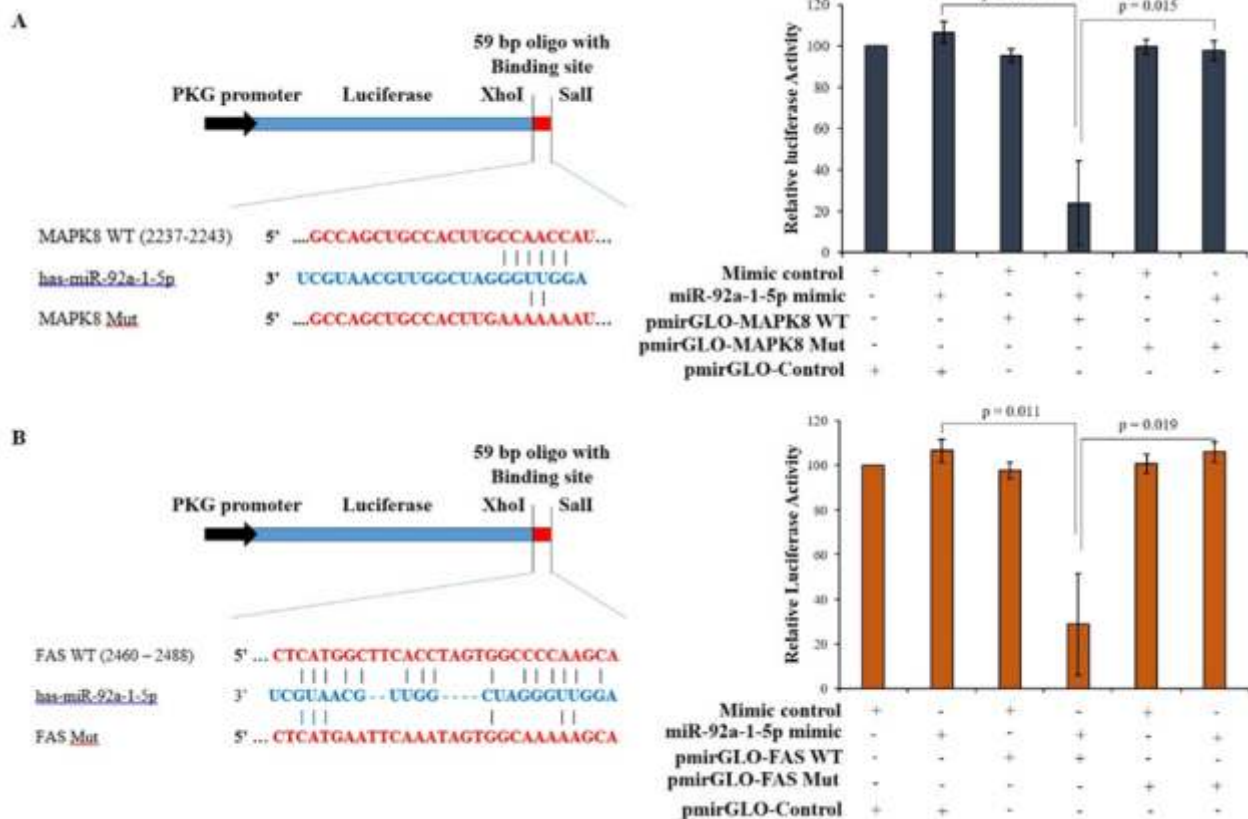 A
59 bp oligo with
Binding site
PKG promoter Luciferase XhoI SalI
MAPK8 WT (2237-2243) 5' ....GCCAGCUGCCACUUGCCAACCAU...
has-miR-92a-1-5p 3' UCGUAACGUUGGCUAGGGUUGGA
MAPK8 Mut 5' ....GCCAGCUGCCACUUGAAAAAAAU...
120
100
80
60
40
20
0
Relative luciferase Activity
p = 0.015
Mimic control + - + - + -
miR-92a-1-5p mimic - + - + - +
pmirGLO-MAPK8 WT - - + + - -
pmirGLO-MAPK8 Mut - - - - + +
pmirGLO-Control + + - - - -
B
59 bp oligo with
Binding site
PKG promoter Luciferase XhoI SalI
FAS WT (2460 – 2488) 5' ... CTCATGGCTTCACCTAGTGGCCCCAAGCA
has-miR-92a-1-5p 3' UCGUAACG--UUGG----CUAGGGUUGGA
FAS Mut 5' ... CTCATGAATTCAAATAGTGGCAAAAAGCA
120
100
80
60
40
20
0
Relative Luciferase Activity
p = 0.011
p = 0.019
Mimic control + - + - + -
miR-92a-1-5p mimic - + - + - +
pmirGLO-FAS WT - - + + - -
pmirGLO-FAS Mut - - - - + +
pmirGLO-Control + + - - - -